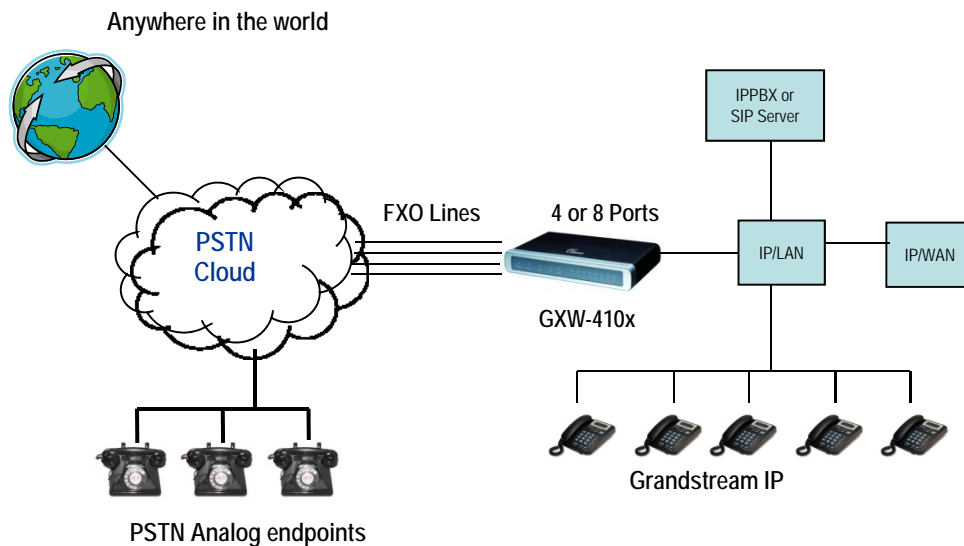 Anywhere in the world
IPPBX or
SIP Server
FXO Lines
4 or 8 Ports
PSTN
Cloud
IP/LAN
IP/WAN
GXW-410x
Grandstream IP
PSTN Analog endpoints